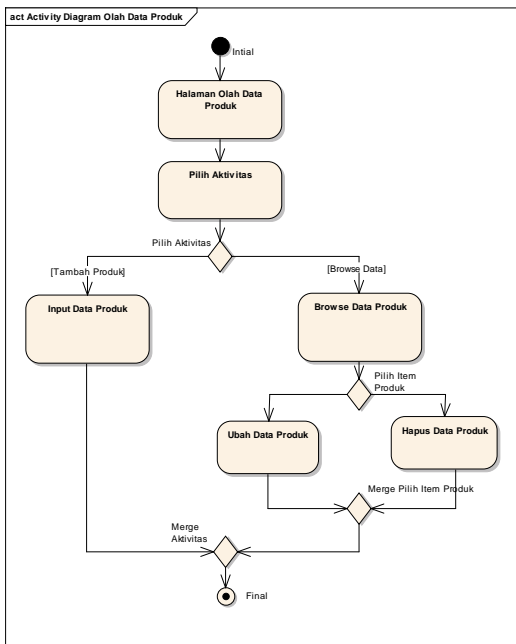 act Activity Diagram Olah Data Produk
Intial
Halaman Olah Data
Produk
Pilih Aktivitas
Pilih Aktivitas
[Tambah Produk]
[Browse Data]
Input Data Produk
Browse Data Produk
Pilih Item
Produk
Ubah Data Produk
Hapus Data Produk
Merge Pilih Item Produk
Merge
Aktivitas
Final